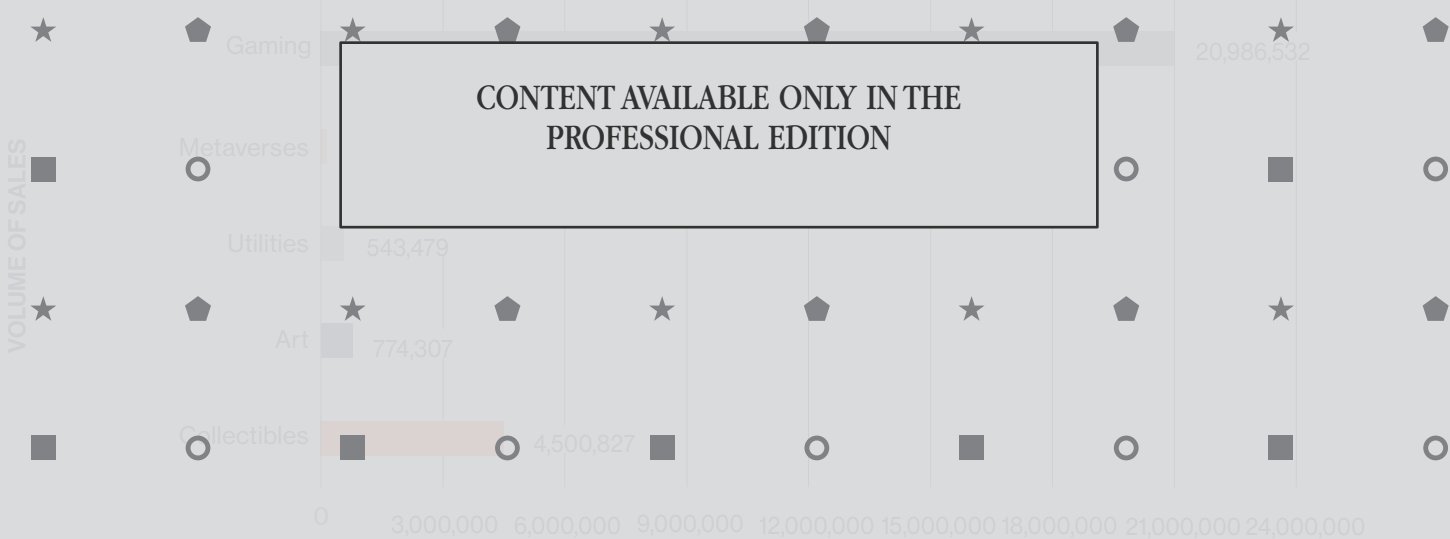 Gaming
20,986,532
CONTENT AVAILABLE ONLY IN THE
PROFESSIONAL EDITION
Metaverses
VOLUME OF SALES
Utilities
543,479
Art
774,307
Collectibles
4,500,827
0
3,000,000
6,000,000
9,000,000
12,000,000
15,000,000
18,000,000
21,000,000
24,000,000